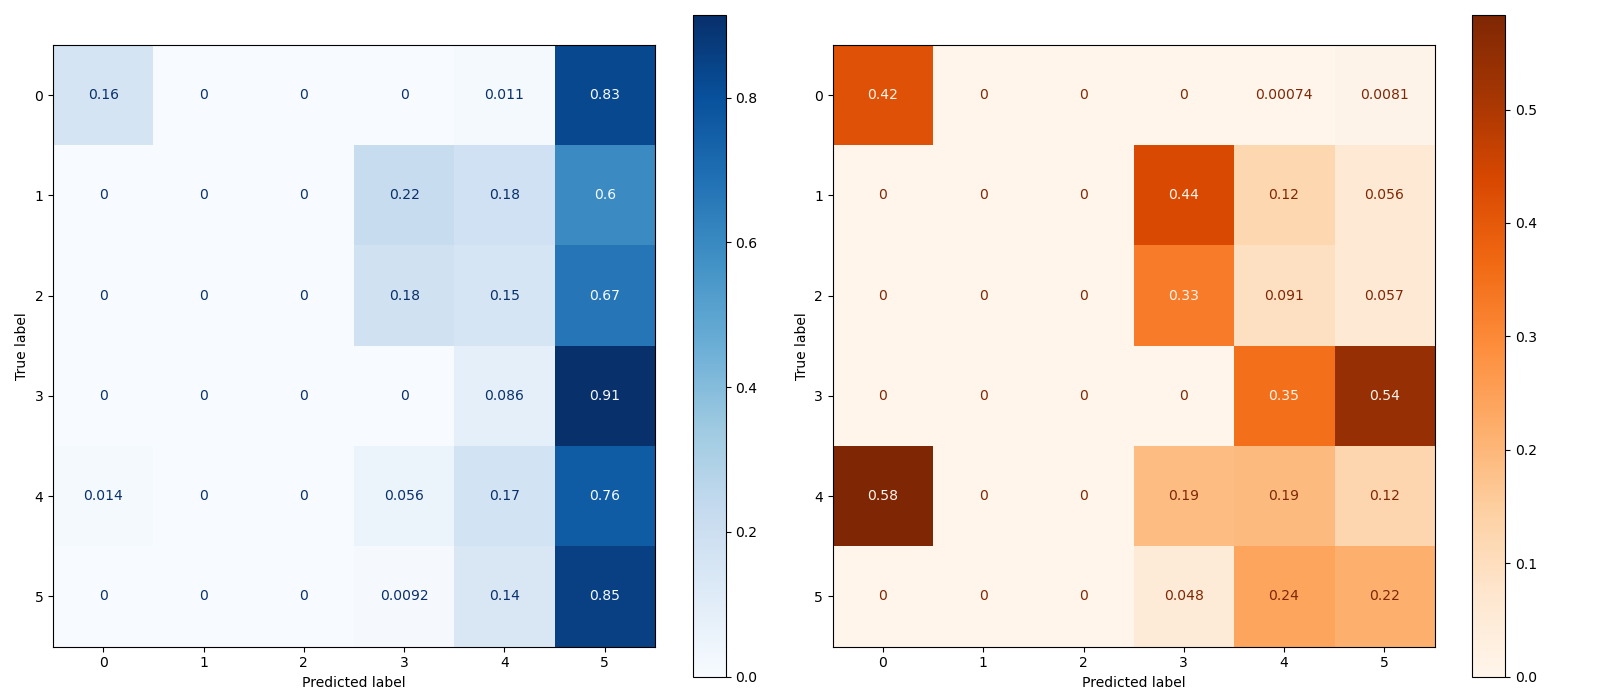 0 0.16 0 0 0 0.011 0.83
1 0 0 0 0.22 0.18 0.6
2 0 0 0 0.18 0.15 0.67
3 0 0 0 0 0.086 0.91
4 0.014 0 0 0.056 0.17 0.76
5 0 0 0 0.0092 0.14 0.85
0 1 2 3 4 5
Predicted label
True label
0.8
0.6
0.4
0.2
0.0
0 0.42 0 0 0 0.00074 0.0081
1 0 0 0 0.44 0.12 0.056
2 0 0 0 0.33 0.091 0.057
3 0 0 0 0 0.35 0.54
4 0.58 0 0 0.19 0.19 0.12
5 0 0 0 0.048 0.24 0.22
0 1 2 3 4 5
Predicted label
True label
0.5
0.4
0.3
0.2
0.1
0.0